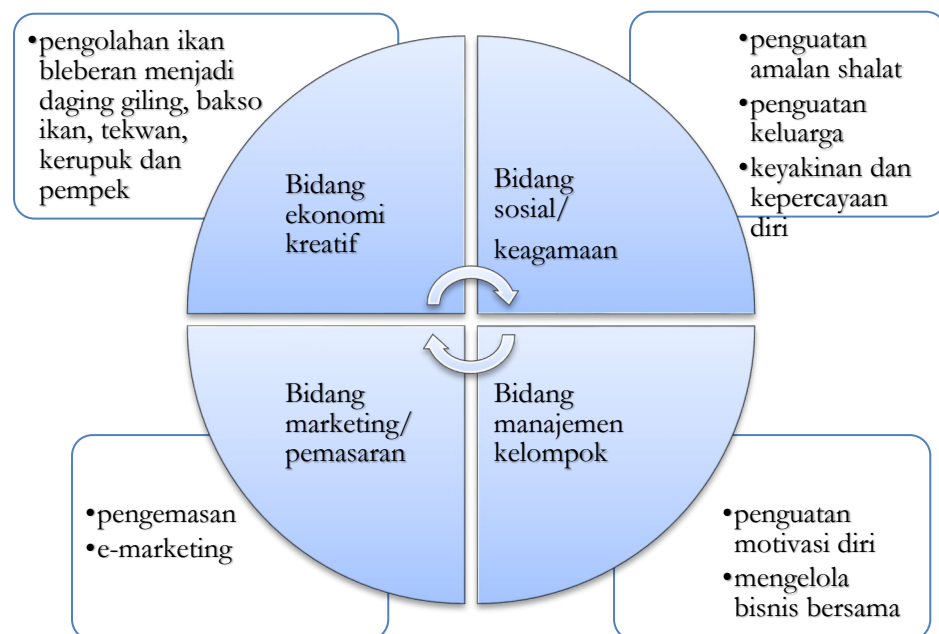 •pengolahan ikan
bleberan menjadi
daging giling, bakso
ikan, tekwan,
kerupuk dan
pempek
Bidang
ekonomi
kreatif
Bidang
sosial/
keagamaan
•penguatan
amalan shalat
•penguatan
keluarga
•keyakinan dan
kepercayaan
diri
Bidang
marketing/
pemasaran
•pengemasan
•e-marketing
Bidang
manajemen
kelompok
•penguatan
motivasi diri
•mengelola
bisnis bersama